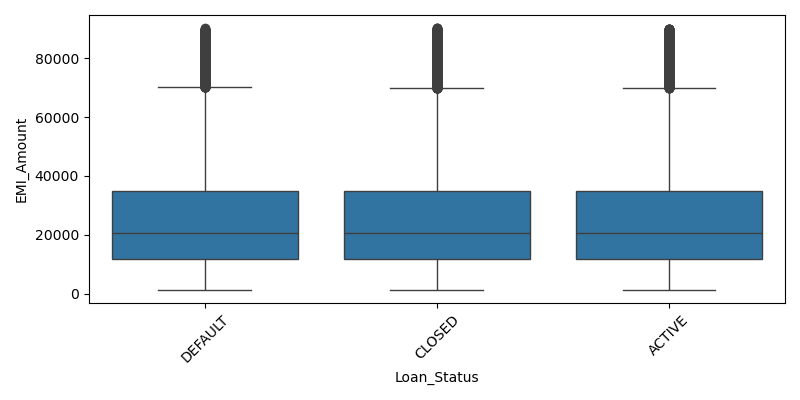 EMI_Amount
80000
60000
40000
20000
0
DEFAULT
CLOSED
ACTIVE
Loan_Status